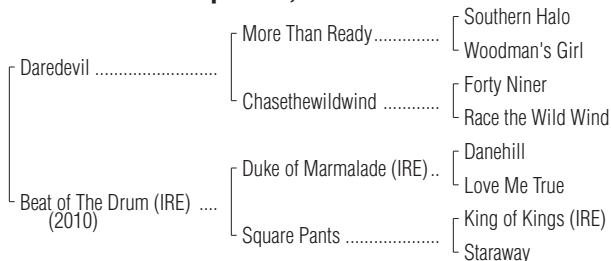 Southern Halo
More Than Ready..............
Woodman's Girl
Daredevil ..........................
Forty Niner
Chasethewildwind ............
Race the Wild Wind
Danehill
Duke of Marmalade (IRE) ..
Love Me True
Beat of The Drum (IRE) ....
(2010)
King of Kings (IRE)
Square Pants ....................
Staraway